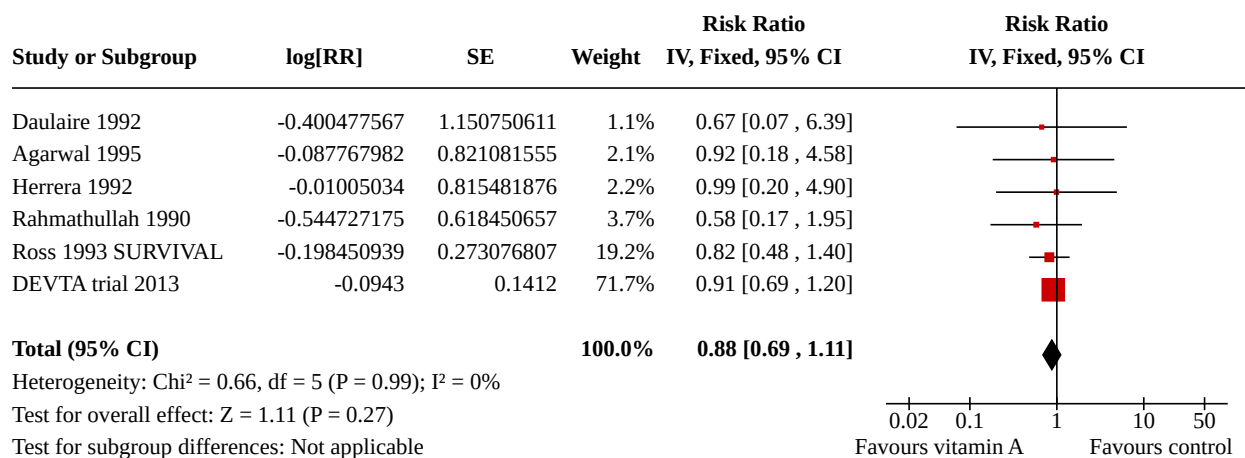 Risk Ratio Risk Ratio
Study or Subgroup log[RR] SE Weight IV, Fixed, 95% CI IV, Fixed, 95% CI
Daulaire 1992 -0.400477567 1.150750611 1.1% 0.67 [0.07 , 6.39]
Agarwal 1995 -0.087767982 0.821081555 2.1% 0.92 [0.18 , 4.58]
Herrera 1992 -0.01005034 0.815481876 2.2% 0.99 [0.20 , 4.90]
Rahmathullah 1990 -0.544727175 0.618450657 3.7% 0.58 [0.17 , 1.95]
Ross 1993 SURVIVAL -0.198450939 0.273076807 19.2% 0.82 [0.48 , 1.40]
DEVTA trial 2013 -0.0943 0.1412 71.7% 0.91 [0.69 , 1.20]
Total (95% CI) 100.0% 0.88 [0.69 , 1.11]
Heterogeneity: Chi² = 0.66, df = 5 (P = 0.99); I² = 0%
Test for overall effect: Z = 1.11 (P = 0.27)
Test for subgroup differences: Not applicable
0.02 0.1 1 10 50
Favours vitamin A Favours control